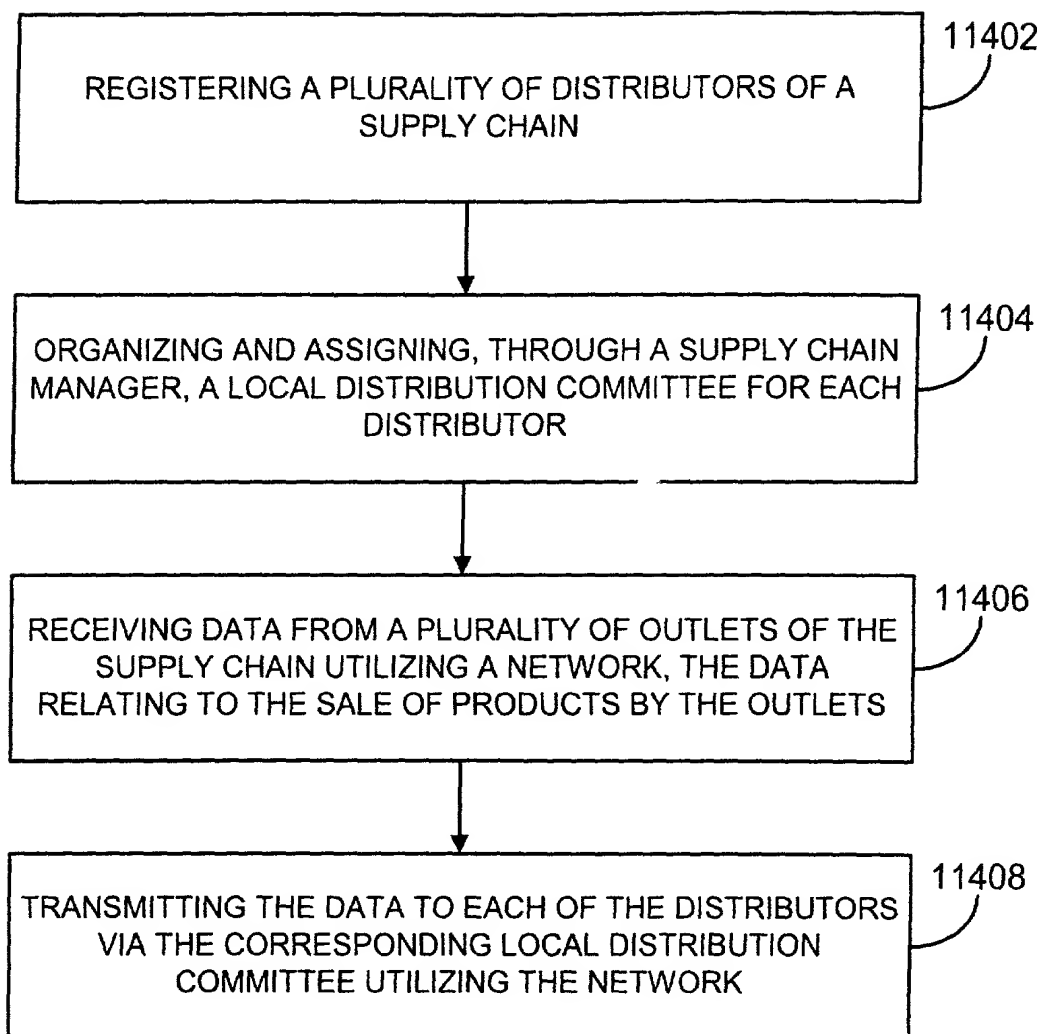 11402
REGISTERING A PLURALITY OF DISTRIBUTORS OF A
SUPPLY CHAIN
11404
ORGANIZING AND ASSIGNING, THROUGH A SUPPLY CHAIN
MANAGER, A LOCAL DISTRIBUTION COMMITTEE FOR EACH
DISTRIBUTOR
11406
RECEIVING DATA FROM A PLURALITY OF OUTLETS OF THE
SUPPLY CHAIN UTILIZING A NETWORK, THE DATA
RELATING TO THE SALE OF PRODUCTS BY THE OUTLETS
11408
TRANSMITTING THE DATA TO EACH OF THE DISTRIBUTORS
VIA THE CORRESPONDING LOCAL DISTRIBUTION
COMMITTEE UTILIZING THE NETWORK